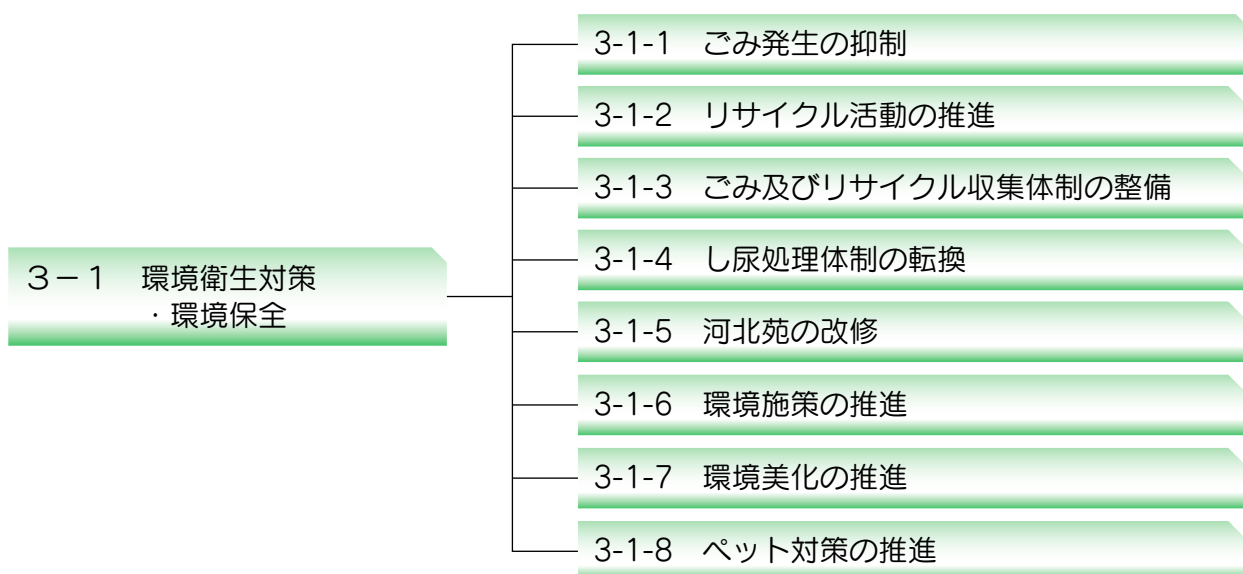 3-1-1 ごみ発生の抑制
3-1-2 リサイクル活動の推進
3-1-3 ごみ及びリサイクル収集体制の整備
3-1-4 し尿処理体制の転換
3－1 環境衛生対策
・環境保全
3-1-5 河北苑の改修
3-1-6 環境施策の推進
3-1-7 環境美化の推進
3-1-8 ペット対策の推進